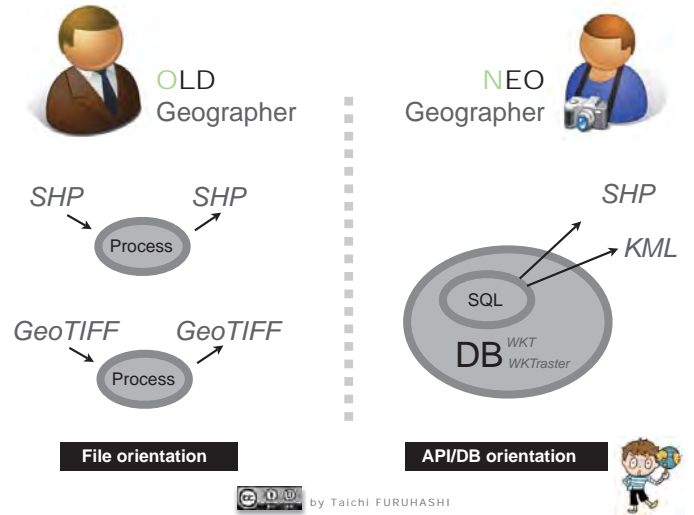 OLD
Geographer
SHP
SHP
Process
GeoTIFF
GeoTIFF
Process
File orientation
NEO
Geographer
SHP
KML
SQL
DB
WKT
WKTraster
API/DB orientation
cc
by Taichi FURUHASHI